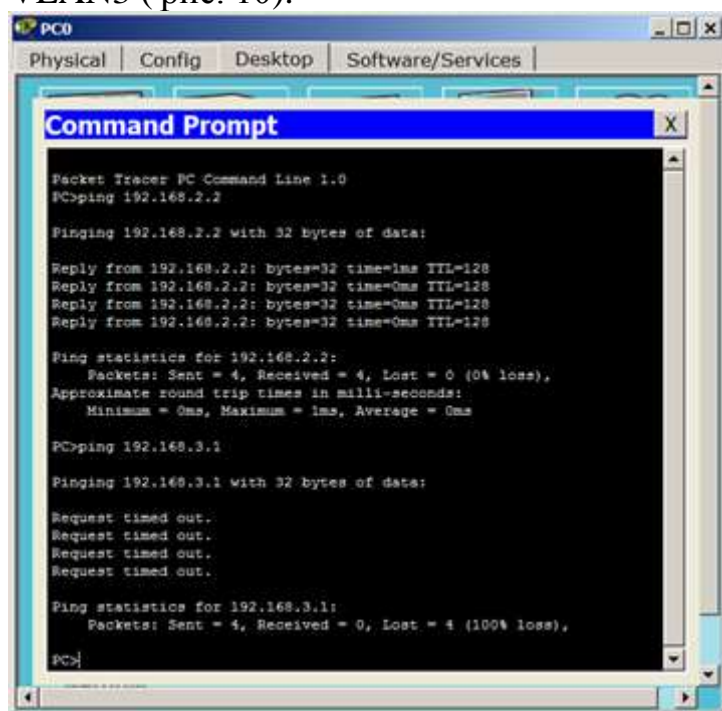 VLAN3 ( рис. 10).
PC0
Physical Config Desktop Software/Services
Command Prompt X
Packet Tracer PC Command Line 1.0
PC>ping 192.168.2.2
Pinging 192.168.2.2 with 32 bytes of data:
Reply from 192.168.2.2: bytes=32 time=1ms TTL=128
Reply from 192.168.2.2: bytes=32 time=0ms TTL=128
Reply from 192.168.2.2: bytes=32 time=0ms TTL=128
Reply from 192.168.2.2: bytes=32 time=0ms TTL=128
Ping statistics for 192.168.2.2:
Packets: Sent = 4, Received = 4, Lost = 0 (0% loss),
Approximate round trip times in milli-seconds:
Minimum = 0ms, Maximum = 1ms, Average = 0ms
PC>ping 192.168.3.1
Pinging 192.168.3.1 with 32 bytes of data:
Request timed out.
Request timed out.
Request timed out.
Request timed out.
Ping statistics for 192.168.3.1:
Packets: Sent = 4, Received = 0, Lost = 4 (100% loss),
PC>